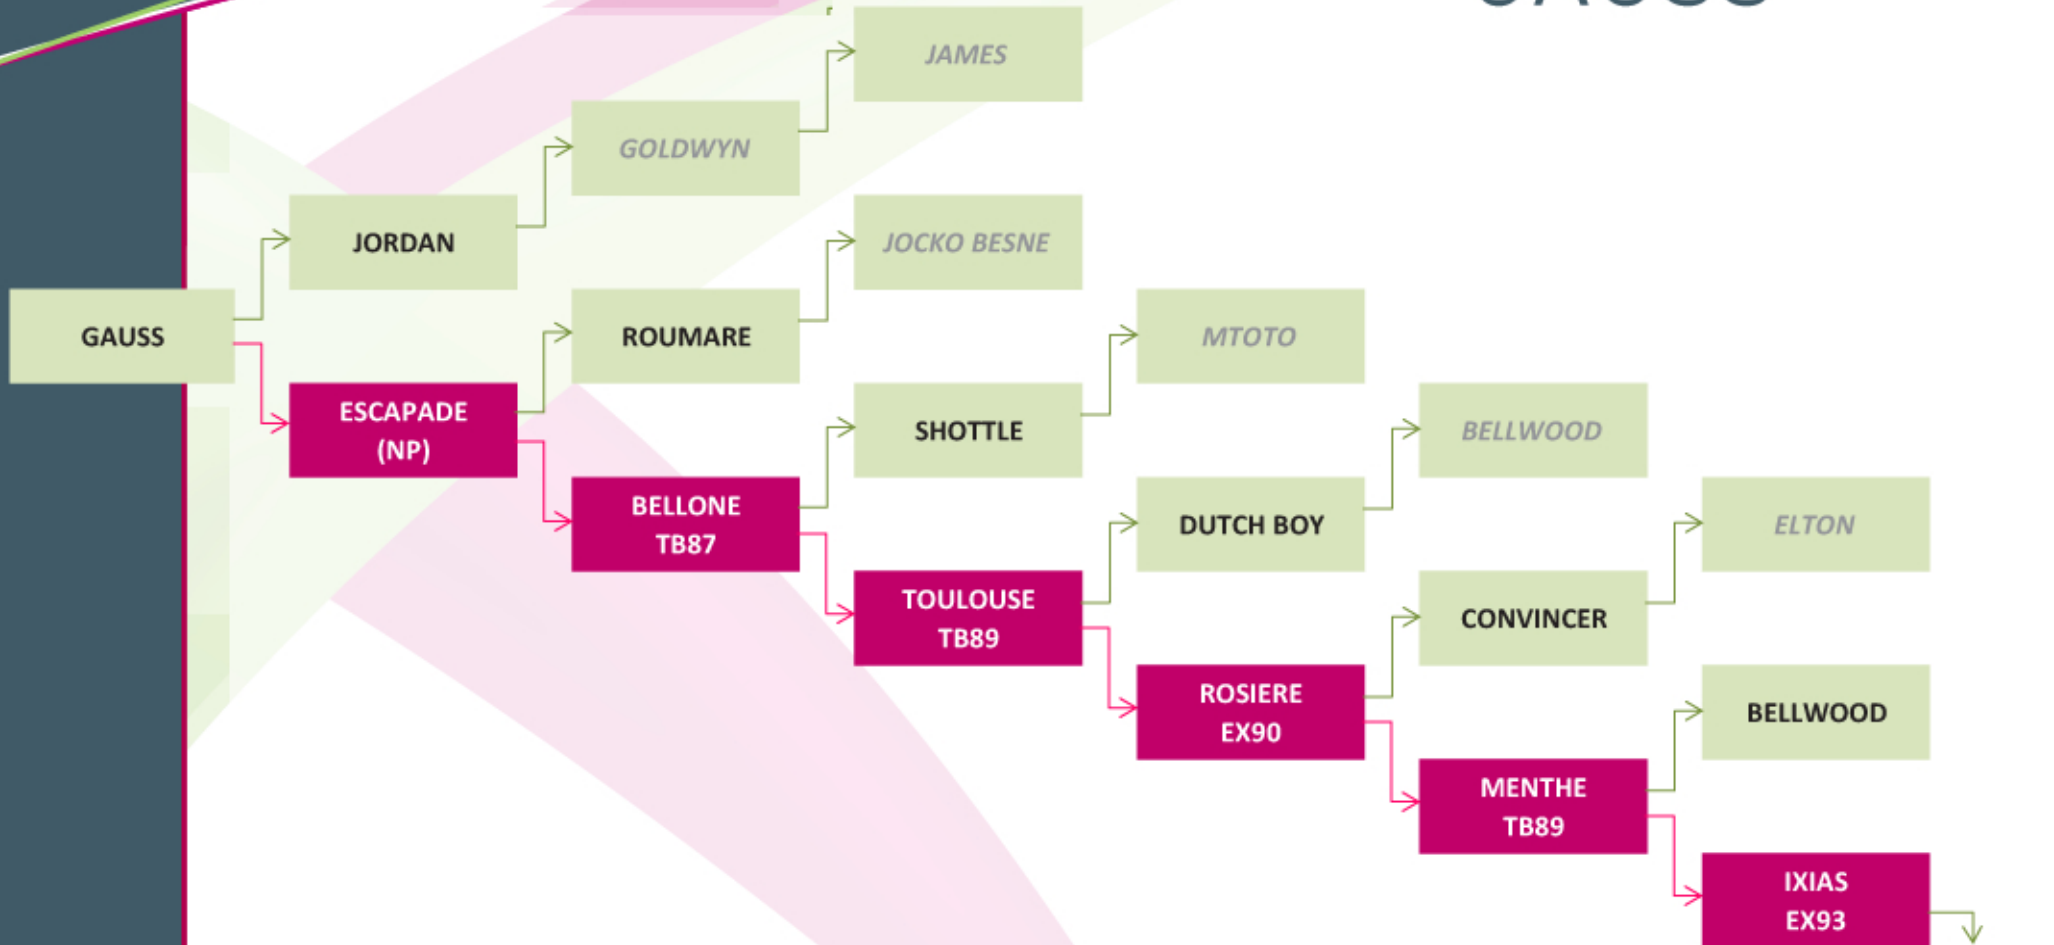 JAMES
GOLDWYN
JORDAN
JOCKO BESNE
GAUSS
ROUMARE
MTOTO
ESCAPADE
(NP)
SHOTTLE
BELLWOOD
BELLONE
TB87
DUTCH BOY
ELTON
TOULOUSE
TB89
CONVINCER
ROSIERE
EX90
BELLWOOD
MENTHE
TB89
IXIAS
EX93